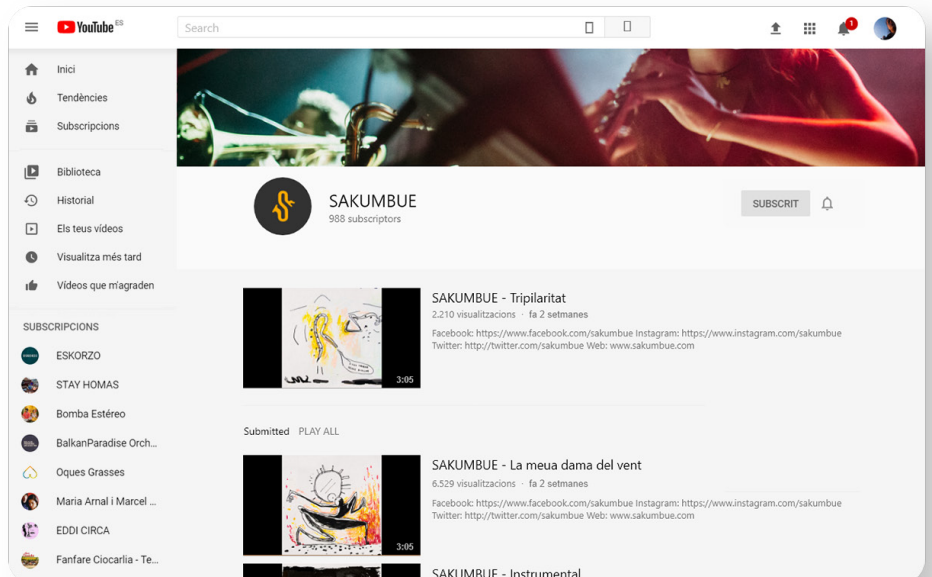 YouTube ES
Search
1
Inici
Tendències
Subscripcions
Biblioteca
Historial
Els teus vídeos
Visualitza més tard
Vídeos que m'agraden
SUBSCRIPCIONS
ESKORZO
STAY HOMAS
Bomba Estéreo
BalkanParadise Orch...
Oques Grasses
Maria Arnal i Marcel ...
EDDI CIRCA
Fanfare Ciocarlia - Te...
SAKUMBUE
988 subscriptors
SUBSCRIT
SAKUMBUE - Tripilaritat
2.210 visualitzacions · fa 2 setmanes
Facebook: https://www.facebook.com/sakumbue Instagram: https://www.instagram.com/sakumbue
Twitter: http://twitter.com/sakumbue Web: www.sakumbue.com
3:05
Submitted PLAY ALL
SAKUMBUE - La meua dama del vent
6.529 visualitzacions · fa 2 setmanes
Facebook: https://www.facebook.com/sakumbue Instagram: https://www.instagram.com/sakumbue
Twitter: http://twitter.com/sakumbue Web: www.sakumbue.com
3:05
SAKUMBUE - Instrumental